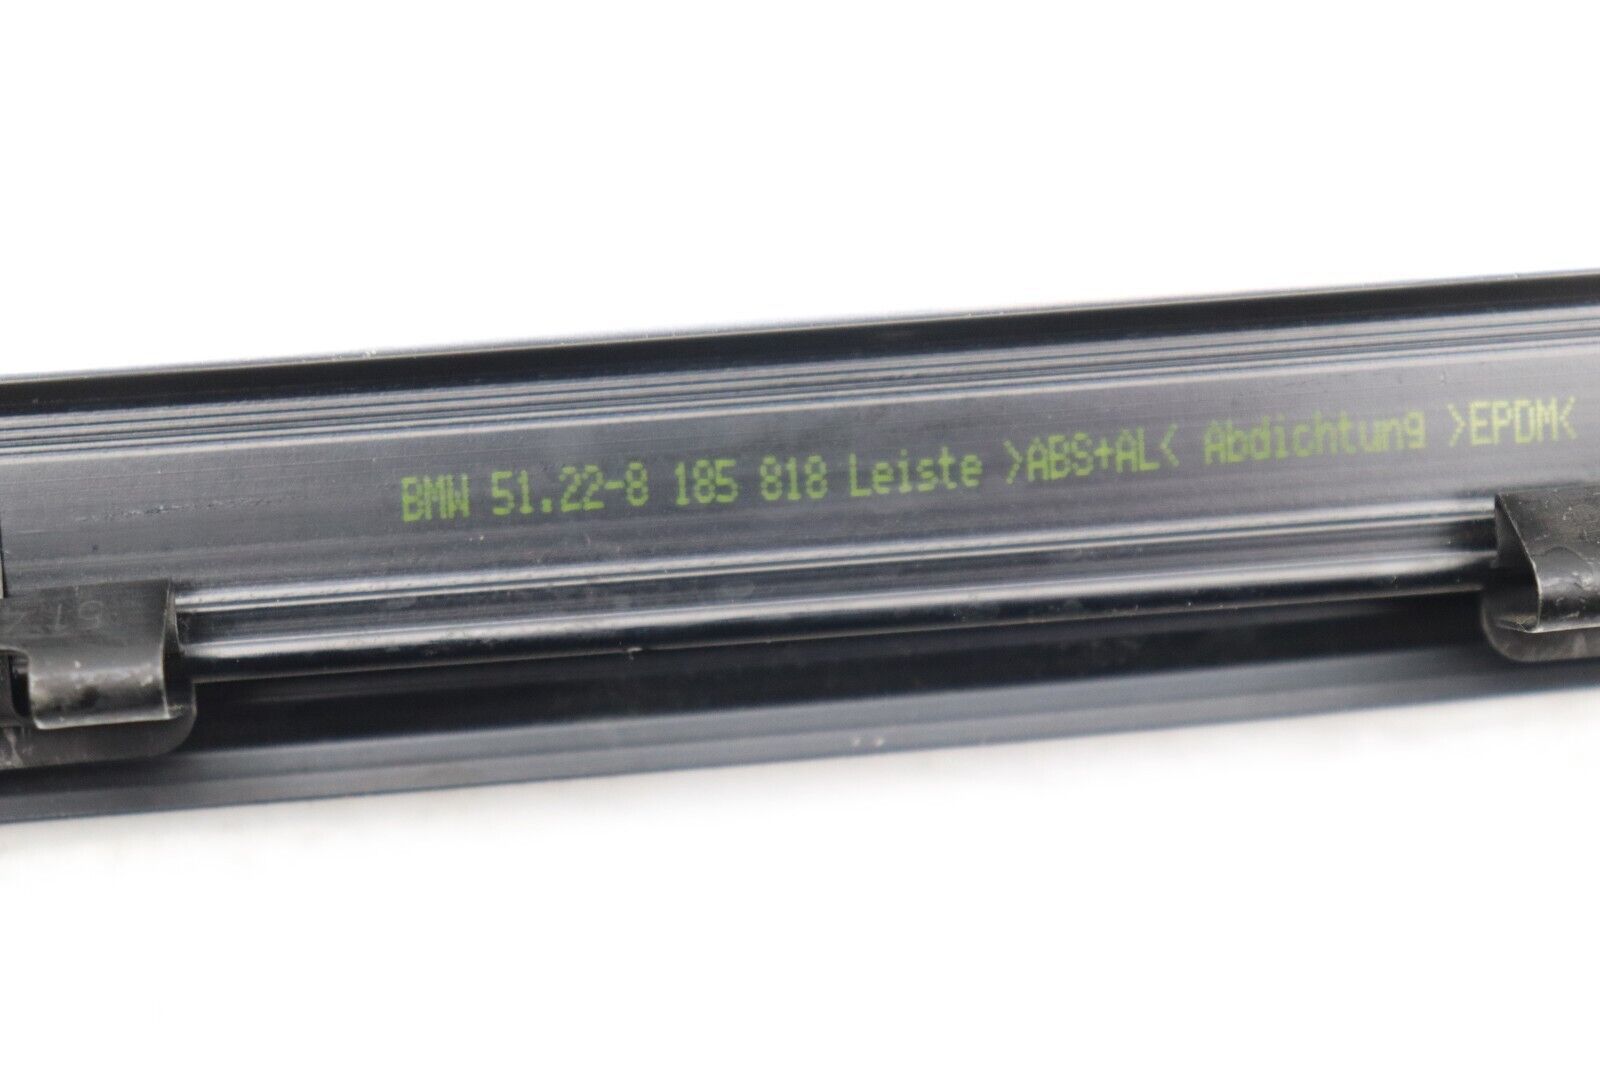 BMW 51.22-8 185 818 Leiste >ABS+AL< Abdichtung >EPDM<